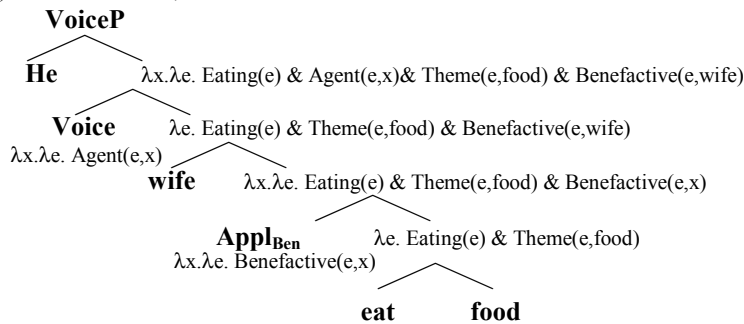 VoiceP
He λx.λe. Eating(e) & Agent(e,x)& Theme(e,food) & Benefactive(e,wife)
Voice λe. Eating(e) & Theme(e,food) & Benefactive(e,wife)
λx.λe. Agent(e,x)
wife λx.λe. Eating(e) & Theme(e,food) & Benefactive(e,x)
Appl_Ben λe. Eating(e) & Theme(e,food)
λx.λe. Benefactive(e,x)
eat food